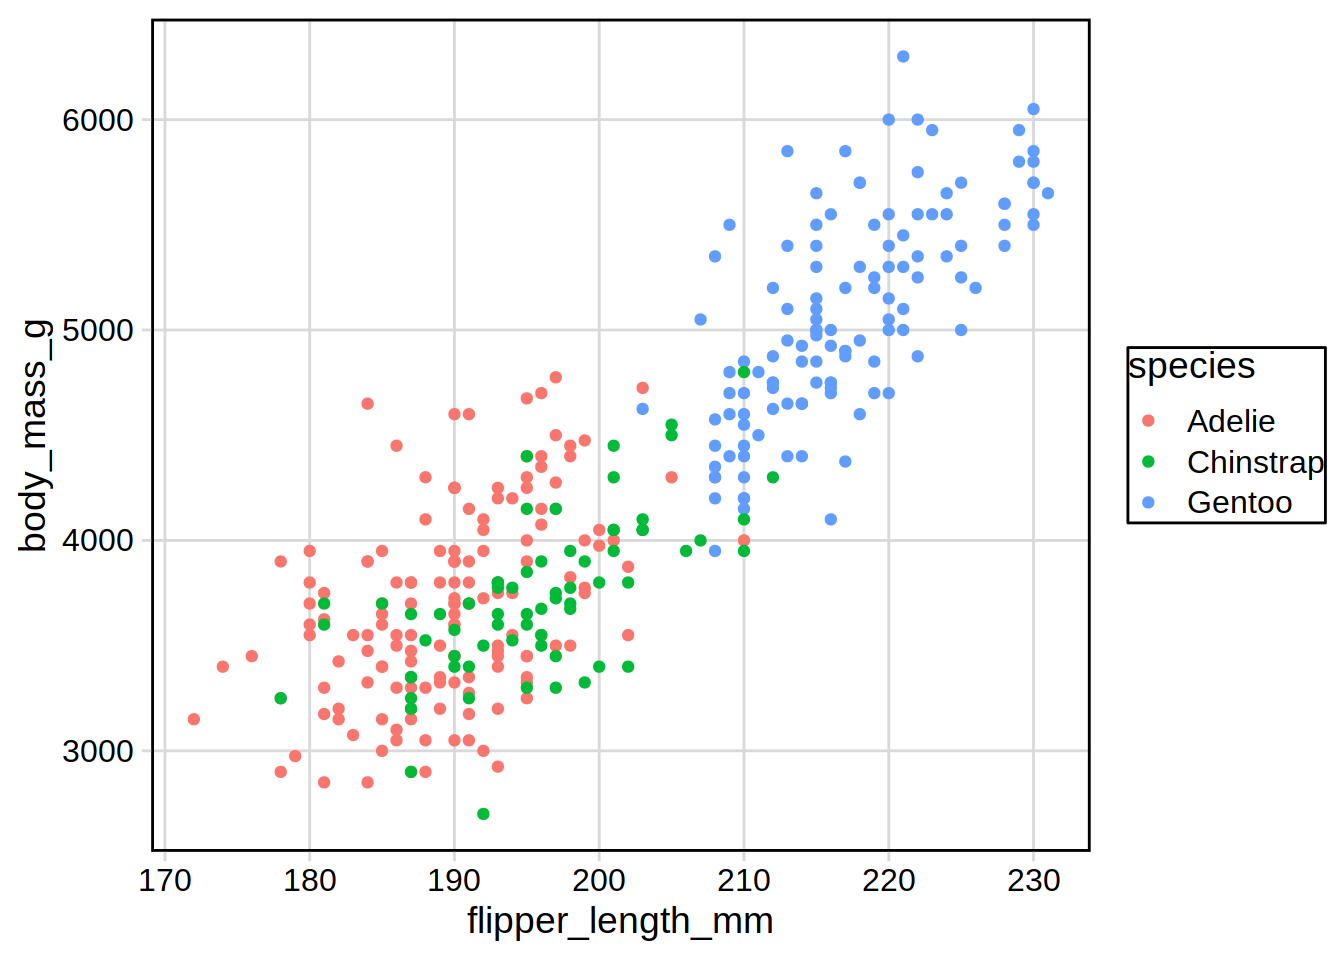 6000
5000
4000
3000
body_mass_g
170 180 190 200 210 220 230
flipper_length_mm
species
Adelie
Chinstrap
Gentoo